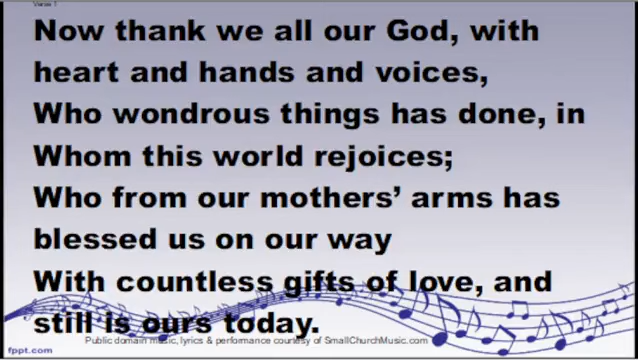 Verse 1
Now thank we all our God, with
heart and hands and voices,
Who wondrous things has done, in
Whom this world rejoices;
Who from our mothers’ arms has
blessed us on our way
With countless gifts of love, and
still is ours today.
Public domain music, lyrics & performance courtesy of SmallChurchMusic.com
fppt.com